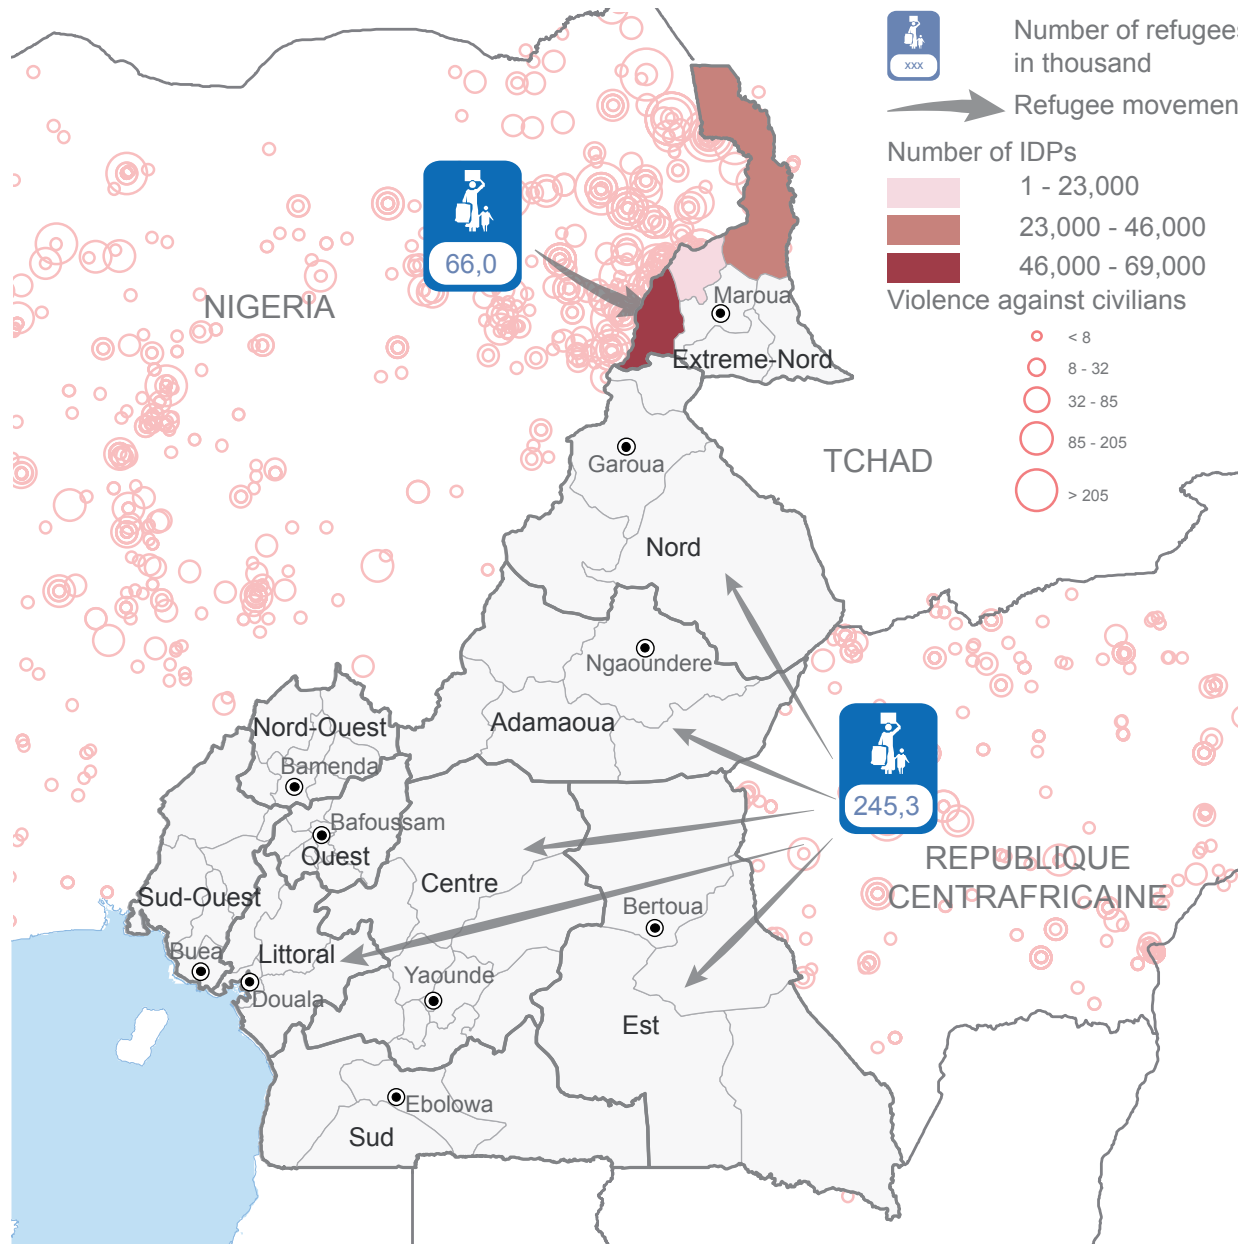 Number of refugees
in thousand
xxx
Refugee movemen
Number of IDPs
1 - 23,000
23,000 - 46,000
46,000 - 69,000
Violence against civilians
< 8
8 - 32
32 - 85
85 - 205
> 205
66,0
NIGERIA
Maroua
Extreme-Nord
TCHAD
Garoua
Nord
Ngaoundere
Adamaoua
Nord-Ouest
Bamenda
245,3
Bafoussam
Ouest
REPUBLIQUE
CENTRAFRICAINE
Centre
Sud-Ouest
Bertoua
Buea
Littoral
Yaounde
Douala
Est
Ebolowa
Sud